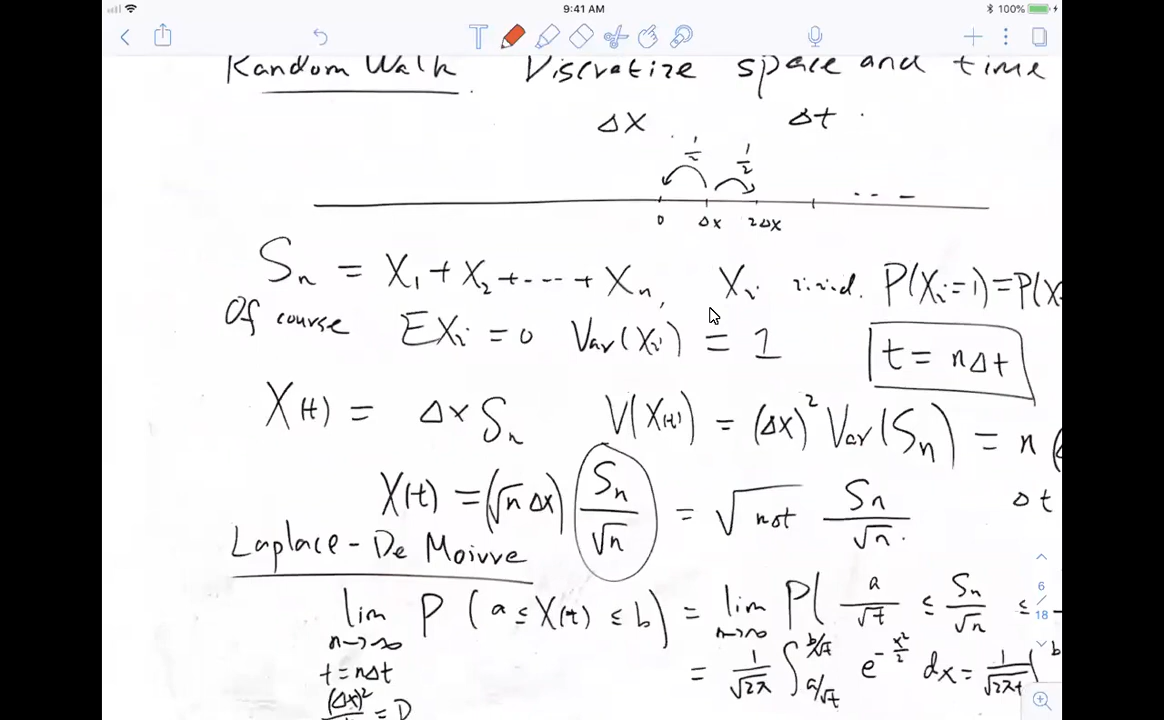 9:41 AM
100%
Random Walk. Discretize space and time
Δx Δt
1/2 1/2
0 Δx 2Δx
Sn = X1 + X2 + ---- + Xn, Xi i.i.d. P(Xi=1)=P(X
Of course EXi = 0 Var(Xi) = 1
t = nΔt
X(t) = Δx Sn V(X(t)) = (Δx)² Var(Sn) = n (
X(t) = (√n Δx) Sn/√n = √nΔt Sn/√n. Δt
Laplace - De Moivre
lim n→∞ P (a ≤ X(t) ≤ b) = lim n→∞ P( a/√t ≤ Sn/√n ≤
t = nΔt
= 1/√2π ∫ a/√t b/√t e^-x²/2 dx = 1/√2πt ( b
(Δx)² = D
6
18